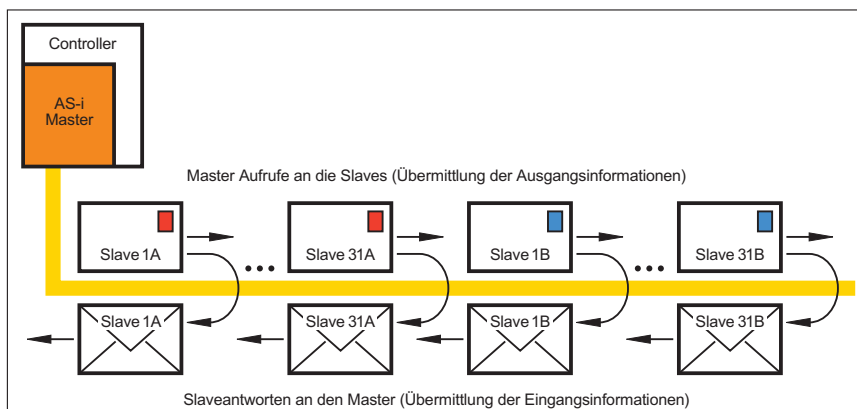 Controller
AS-i
Master
Master Aufrufe an die Slaves (Übermittlung der Ausgangsinformationen)
Slave 1A
Slave 31A
Slave 1B
Slave 31B
Slave 1A
Slave 31A
Slave 1B
Slave 31B
Slaveantworten an den Master (Übermittlung der Eingangsinformationen)